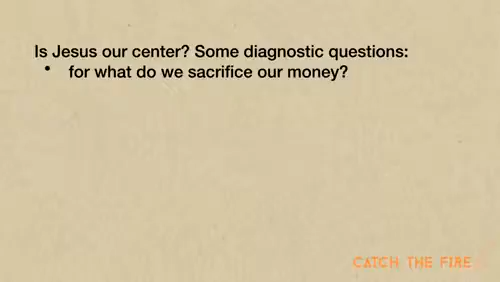 Is Jesus our center? Some diagnostic questions:
• for what do we sacrifice our money?
CATCH THE FIRE